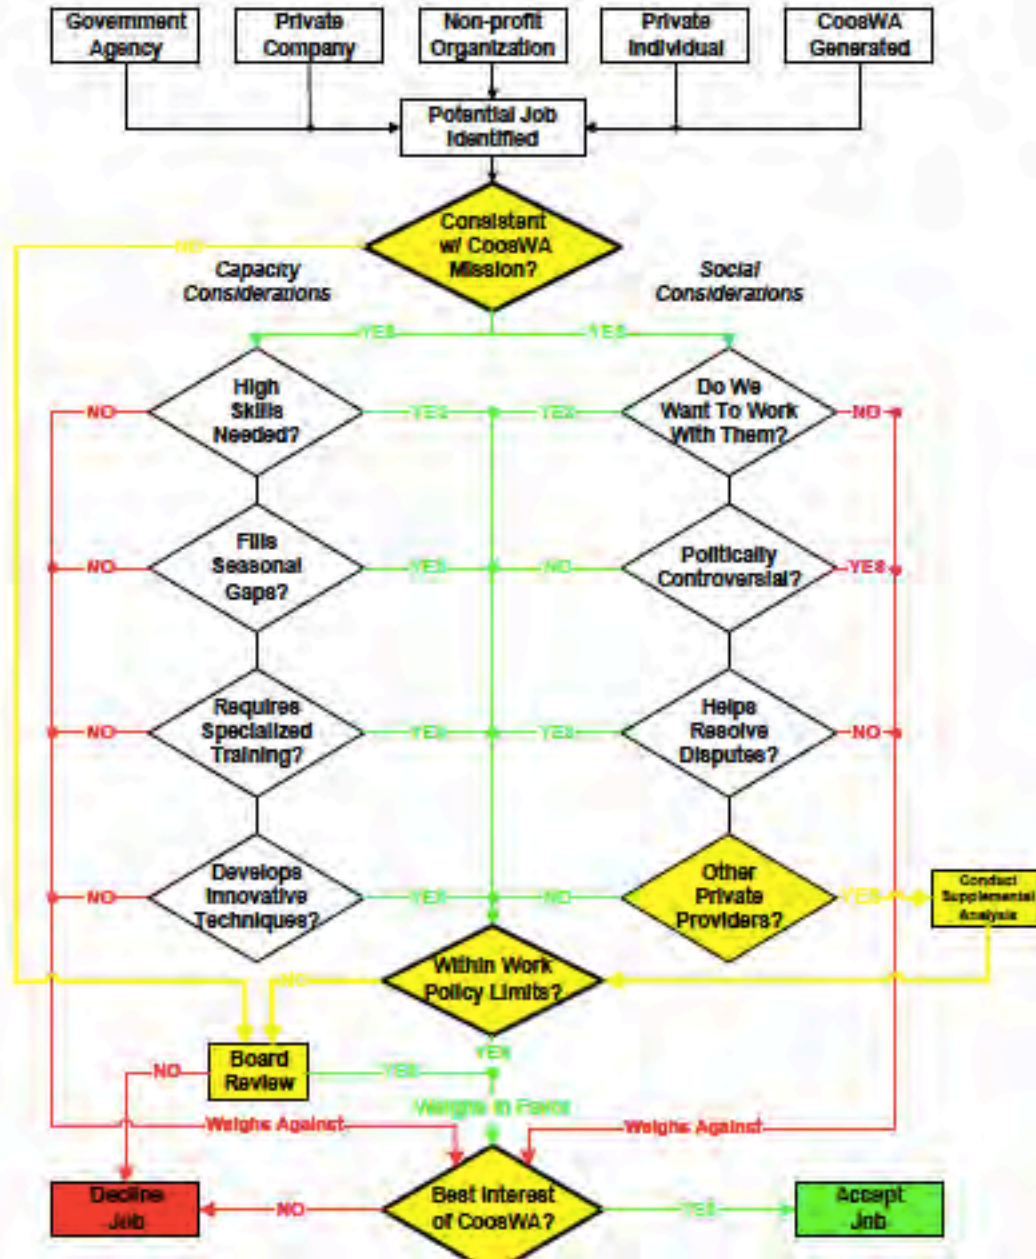 Government
Agency
Private
Company
Non-profit
Organization
Private
Individual
CoosWA
Generated
Potential Job
Identified
Consistent
w/ CoosWA
Mission?
NO
Capacity
Considerations
Social
Considerations
YES
YES
High
Skills
Needed?
NO
YES
YES
Do We
Want To Work
With Them?
NO
Fills
Seasonal
Gaps?
NO
YES
NO
Politically
Controversial?
YES
Requires
Specialized
Training?
NO
YES
YES
Helps
Resolve
Disputes?
NO
Develops
Innovative
Techniques?
NO
YES
NO
Other
Private
Providers?
YES
Conduct
Supplemental
Analysis
Within Work
Policy Limits?
NO
YES
Board
Review
NO
YES
Weighs In Favor
Weighs Against
Weighs Against
Decline
Job
NO
Best Interest
of CoosWA?
YES
Accept
Job